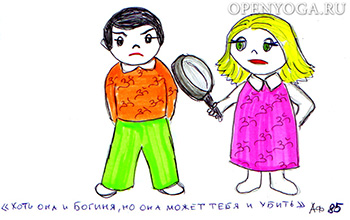 OPENYOGA.RU
«ХОТЬ ОНА И БОГИНЯ, НО ОНА МОЖЕТ ТЕБЯ И УБИТЬ» Аф 85